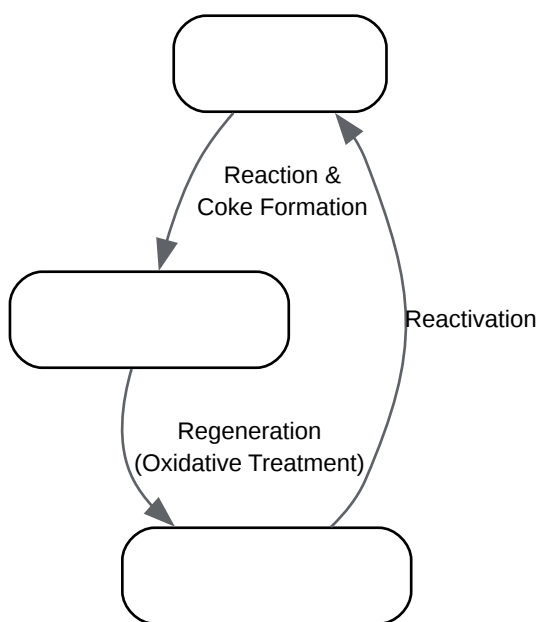 Reaction &
Coke Formation
Reactivation
Regeneration
(Oxidative Treatment)